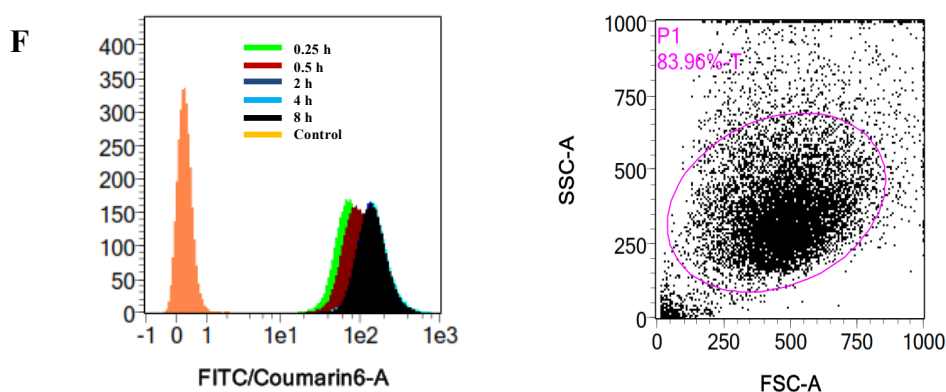 F
400
350
300
250
200
150
100
50
0
-1 0 1 1e1 1e2 1e3
FITC/Coumarin6-A
0.25 h
0.5 h
2 h
4 h
8 h
Control
P1
83.96%-T
1000
750
500
250
0
SSC-A
0 250 500 750 1000
FSC-A